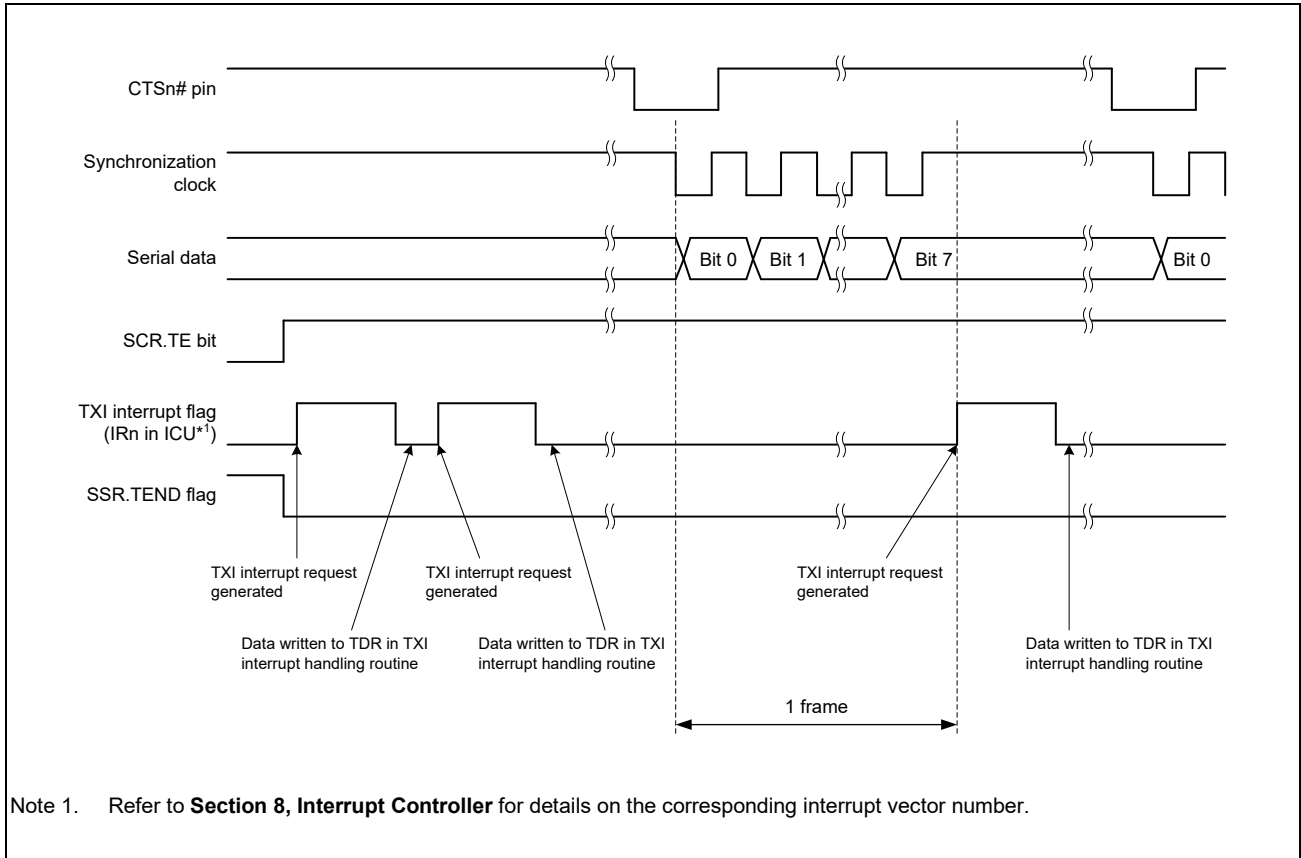 CTSn# pin
Synchronization
clock
Serial data
Bit 0
Bit 1
Bit 7
Bit 0
SCR.TE bit
TXI interrupt flag
(IRn in ICU*1)
SSR.TEND flag
TXI interrupt request
generated
TXI interrupt request
generated
TXI interrupt request
generated
Data written to TDR in TXI
interrupt handling routine
Data written to TDR in TXI
interrupt handling routine
Data written to TDR in TXI
interrupt handling routine
1 frame
Note 1. Refer to Section 8, Interrupt Controller for details on the corresponding interrupt vector number.